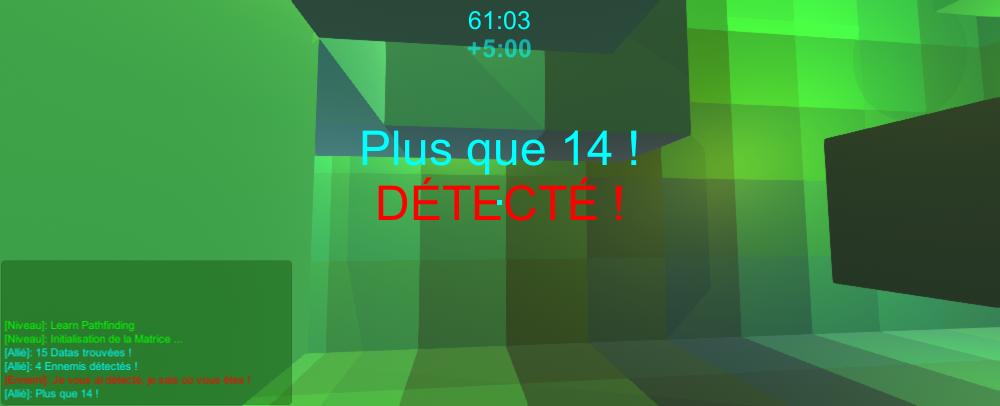 61:03
+5:00
Plus que 14 !
DÉTECTÉ !
[Niveau]: Learn Pathfinding
[Niveau]: Initialisation de la Matrice ...
[Allié]: 15 Datas trouvées !
[Allié]: 4 Ennemis détectés !
[Ennemi]: Je vous ai détecté, je sais où vous êtes !
[Allié]: Plus que 14 !